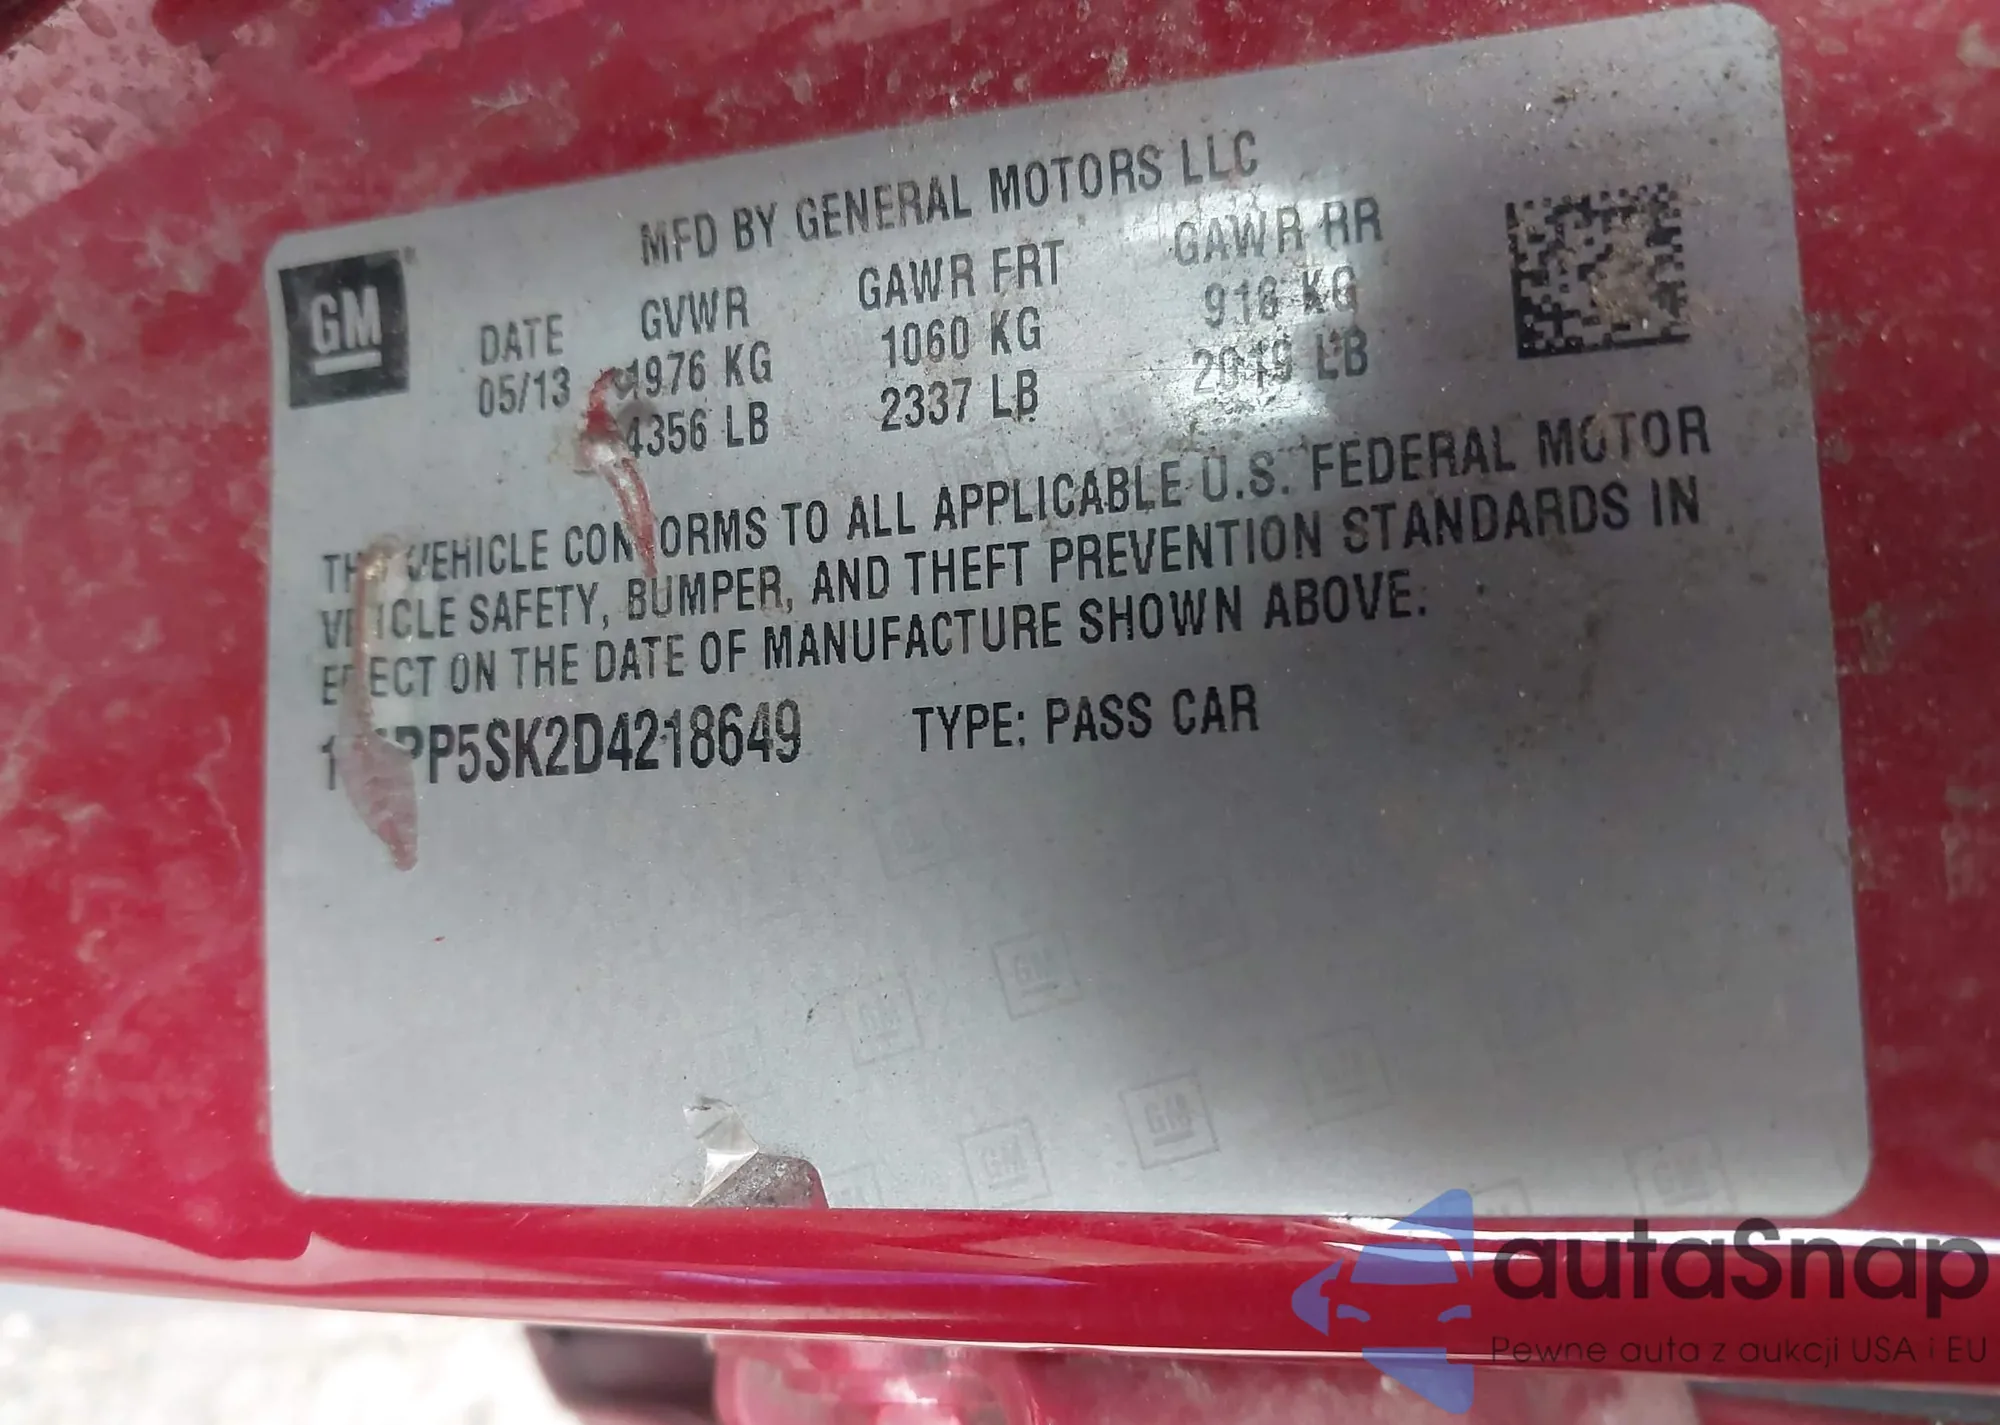 MFD BY GENERAL MOTORS LLC
GM
DATE GVWR GAWR FRT GAWR RR
05/13 1976 KG 1060 KG 916 KG
4356 LB 2337 LB 2019 LB
VEHICLE CONFORMS TO ALL APPLICABLE U.S. FEDERAL MOTOR
VEHICLE SAFETY, BUMPER, AND THEFT PREVENTION STANDARDS IN
EFFECT ON THE DATE OF MANUFACTURE SHOWN ABOVE.
TYPE: PASS CAR
autaSnap
Pewne auta z aukcji USA i EU